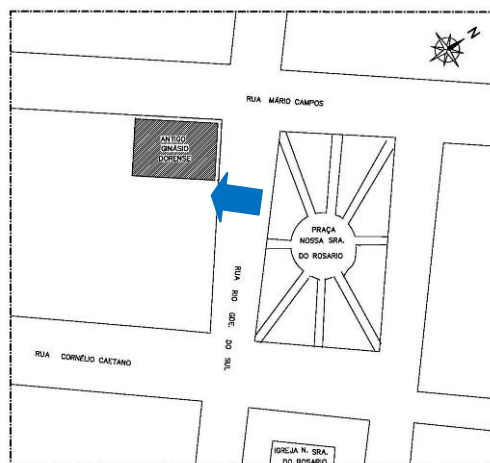 N
RUA MÁRIO CAMPOS
ANTIGO
GINÁSIO
DORENSE
PRAÇA
NOSSA SRA.
DO ROSARIO
RUA RIO GDE. DO SUL
RUA CORNÉLIO CAETANO
IGREJA N. SRA.
DO ROSARIO